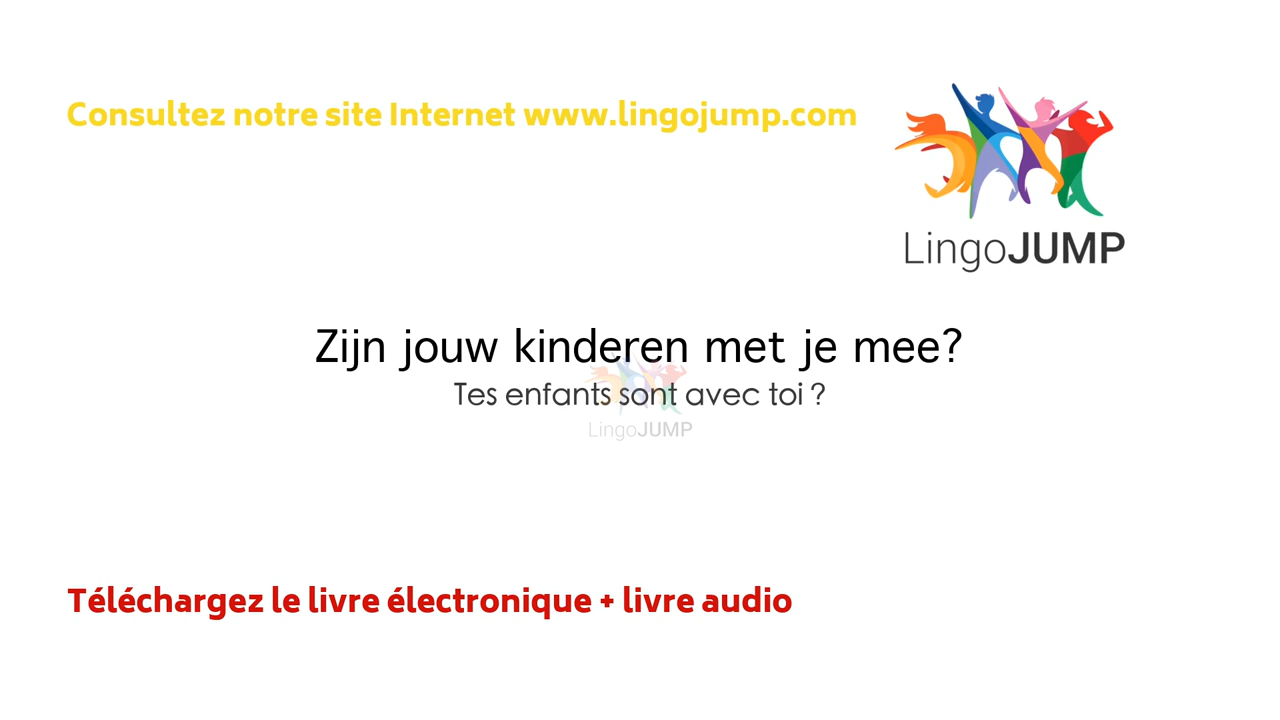 Consultez notre site Internet www.lingojump.com
LingoJUMP
Zijn jouw kinderen met je mee?
Tes enfants sont avec toi ?
LingoJUMP
Téléchargez le livre électronique + livre audio